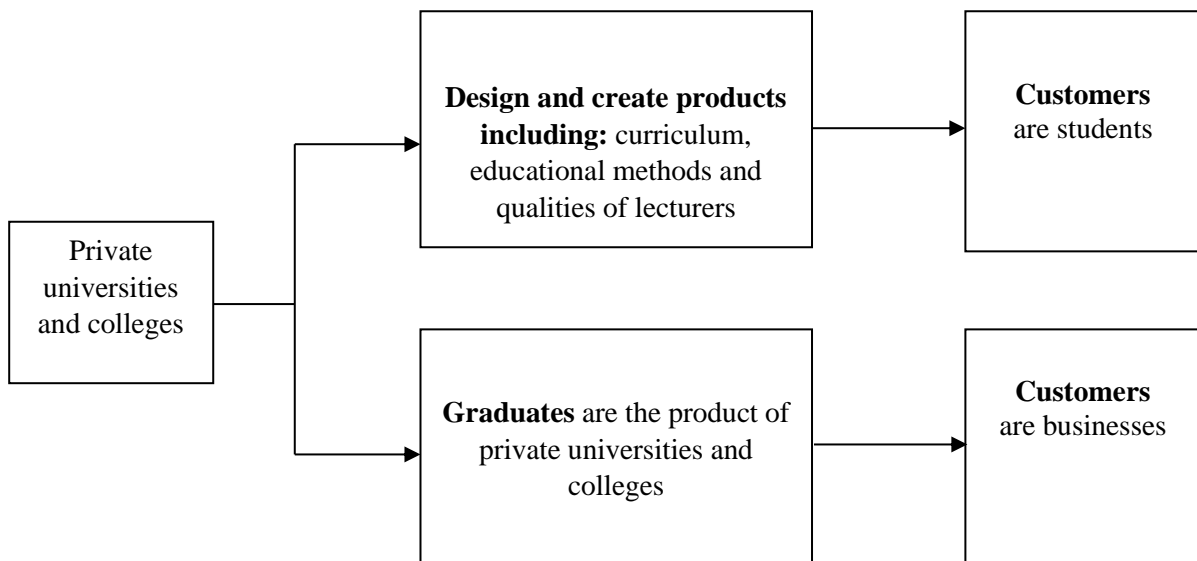 Private
universities
and colleges
Design and create products
including: curriculum,
educational methods and
qualities of lecturers
Customers
are students
Graduates are the product of
private universities and
colleges
Customers
are businesses